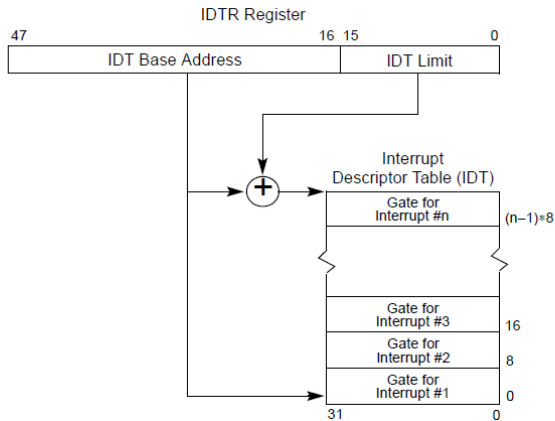 IDTR Register
47 16 15 0
IDT Base Address IDT Limit
+
Interrupt
Descriptor Table (IDT)
Gate for
Interrupt #n
(n–1)∗8
Gate for
Interrupt #3
16
Gate for
Interrupt #2
8
Gate for
Interrupt #1
0
31 0